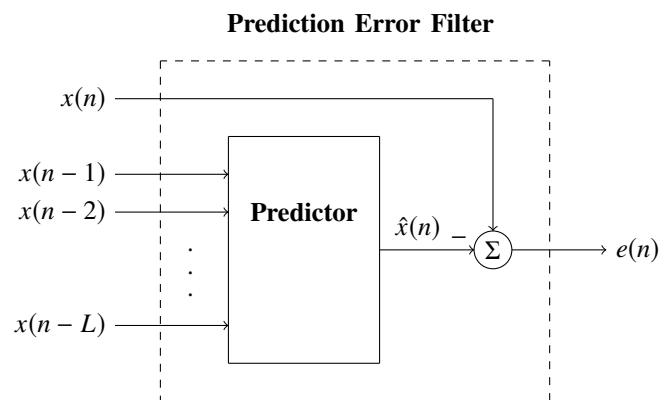 Prediction Error Filter
x(n)
x(n − 1)
x(n − 2)
Predictor
x̂(n) −
Σ
e(n)
.
.
.
x(n − L)